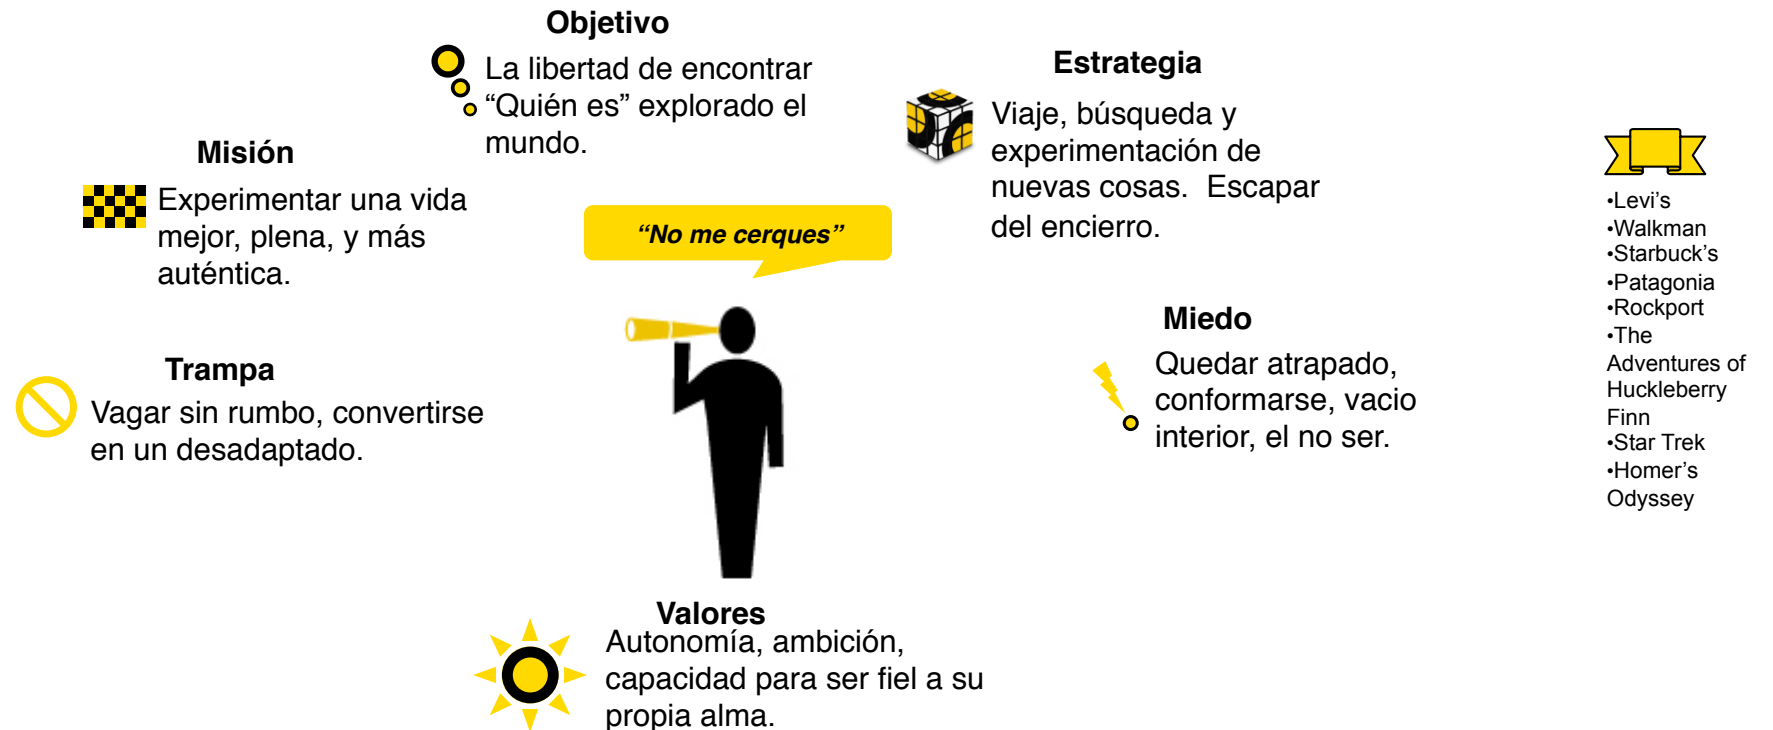 Objetivo
La libertad de encontrar
“Quién es” explorado el
mundo.
Estrategia
Viaje, búsqueda y
experimentación de
nuevas cosas.  Escapar
del encierro.
Misión
Experimentar una vida
mejor, plena, y más
auténtica.
“No me cerques”
Miedo
Quedar atrapado,
conformarse, vacio
interior, el no ser.
Trampa
Vagar sin rumbo, convertirse
en un desadaptado.
Valores
Autonomía, ambición,
capacidad para ser fiel a su
propia alma.
•Levi’s
•Walkman
•Starbuck’s
•Patagonia
•Rockport
•The
Adventures of
Huckleberry
Finn
•Star Trek
•Homer’s
Odyssey